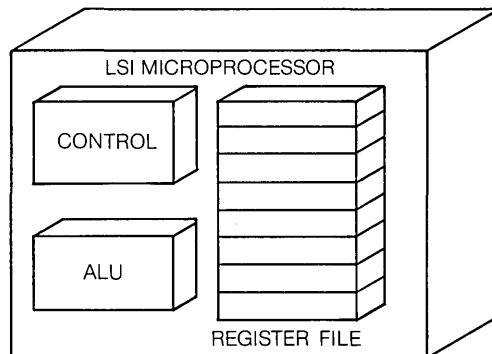 LSI MICROPROCESSOR
CONTROL
ALU
REGISTER FILE